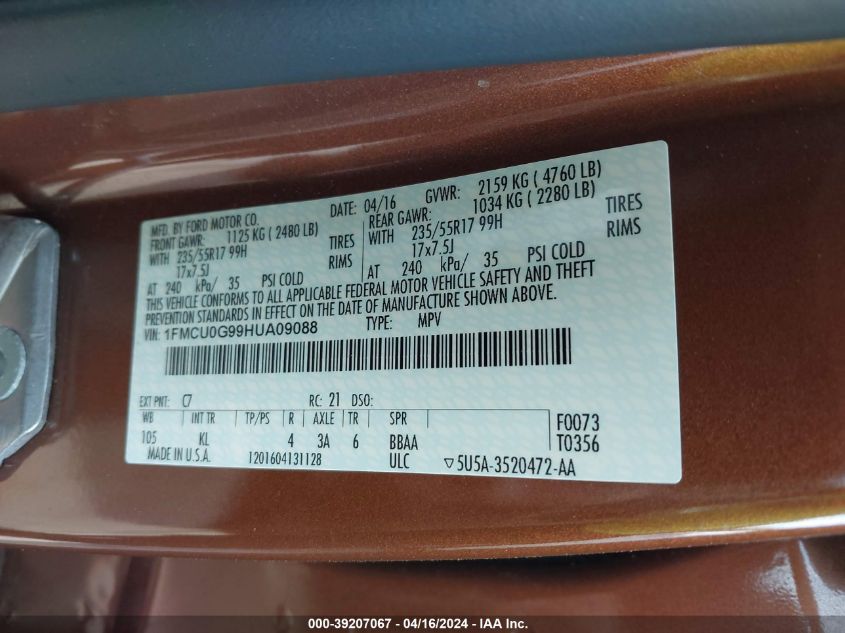 MFD. BY FORD MOTOR CO. DATE: 04/16 GVWR: 2159 KG ( 4760 LB)
FRONT GAWR: 1125 KG ( 2480 LB) REAR GAWR: 1034 KG ( 2280 LB)
WITH 235/55R17 99H TIRES WITH 235/55R17 99H TIRES
17x7.5J RIMS 17x7.5J RIMS
AT 240 kPa/ 35 PSI COLD AT 240 kPa/ 35 PSI COLD
THIS VEHICLE CONFORMS TO ALL APPLICABLE FEDERAL MOTOR VEHICLE SAFETY AND THEFT
PREVENTION STANDARDS IN EFFECT ON THE DATE OF MANUFACTURE SHOWN ABOVE.
VIN: 1FMCU0G99HUA09088 TYPE: MPV
EXT PNT: C7 RC: 21 DSO:
WB INT TR TP/PS R AXLE TR SPR F0073
105 KL 4 3A 6 BBAA T0356
MADE IN U.S.A. 1201604131128 ULC ▽5U5A-3520472-AA
000-39207067 - 04/16/2024 - IAA Inc.